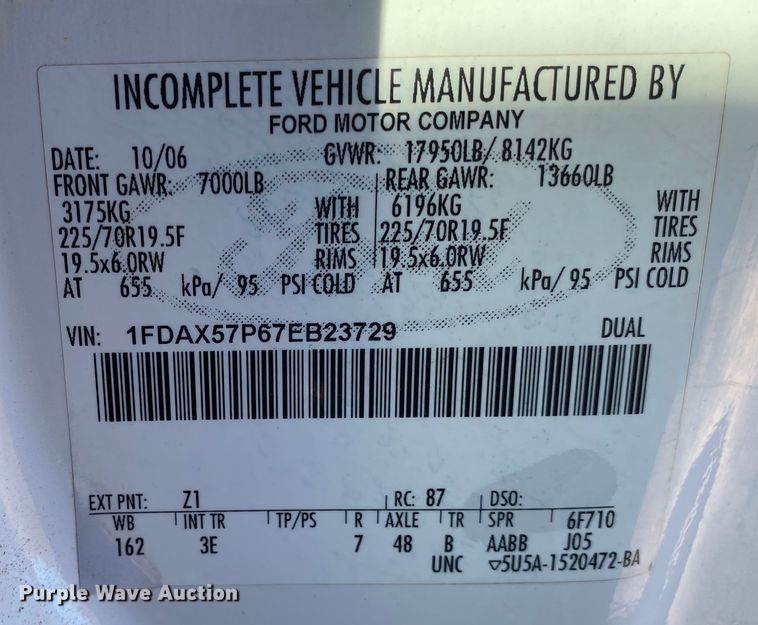 INCOMPLETE VEHICLE MANUFACTURED BY
FORD MOTOR COMPANY
DATE: 10/06 GVWR: 17950LB/ 8142KG
FRONT GAWR: 7000LB REAR GAWR: 13660LB
3175KG WITH 6196KG WITH
225/70R19.5F TIRES 225/70R19.5F TIRES
19.5x6.0RW RIMS 19.5x6.0RW RIMS
AT 655 kPa/ 95 PSI COLD AT 655 kPa/ 95 PSI COLD
VIN: 1FDAX57P67EB23729 DUAL
EXT PNT: Z1 RC: 87 DSO:
WB INT TR TP/PS R AXLE TR SPR 6F710
162 3E 7 48 B AABB J05
UNC ▽5U5A-1520472-BA
Purple Wave Auction